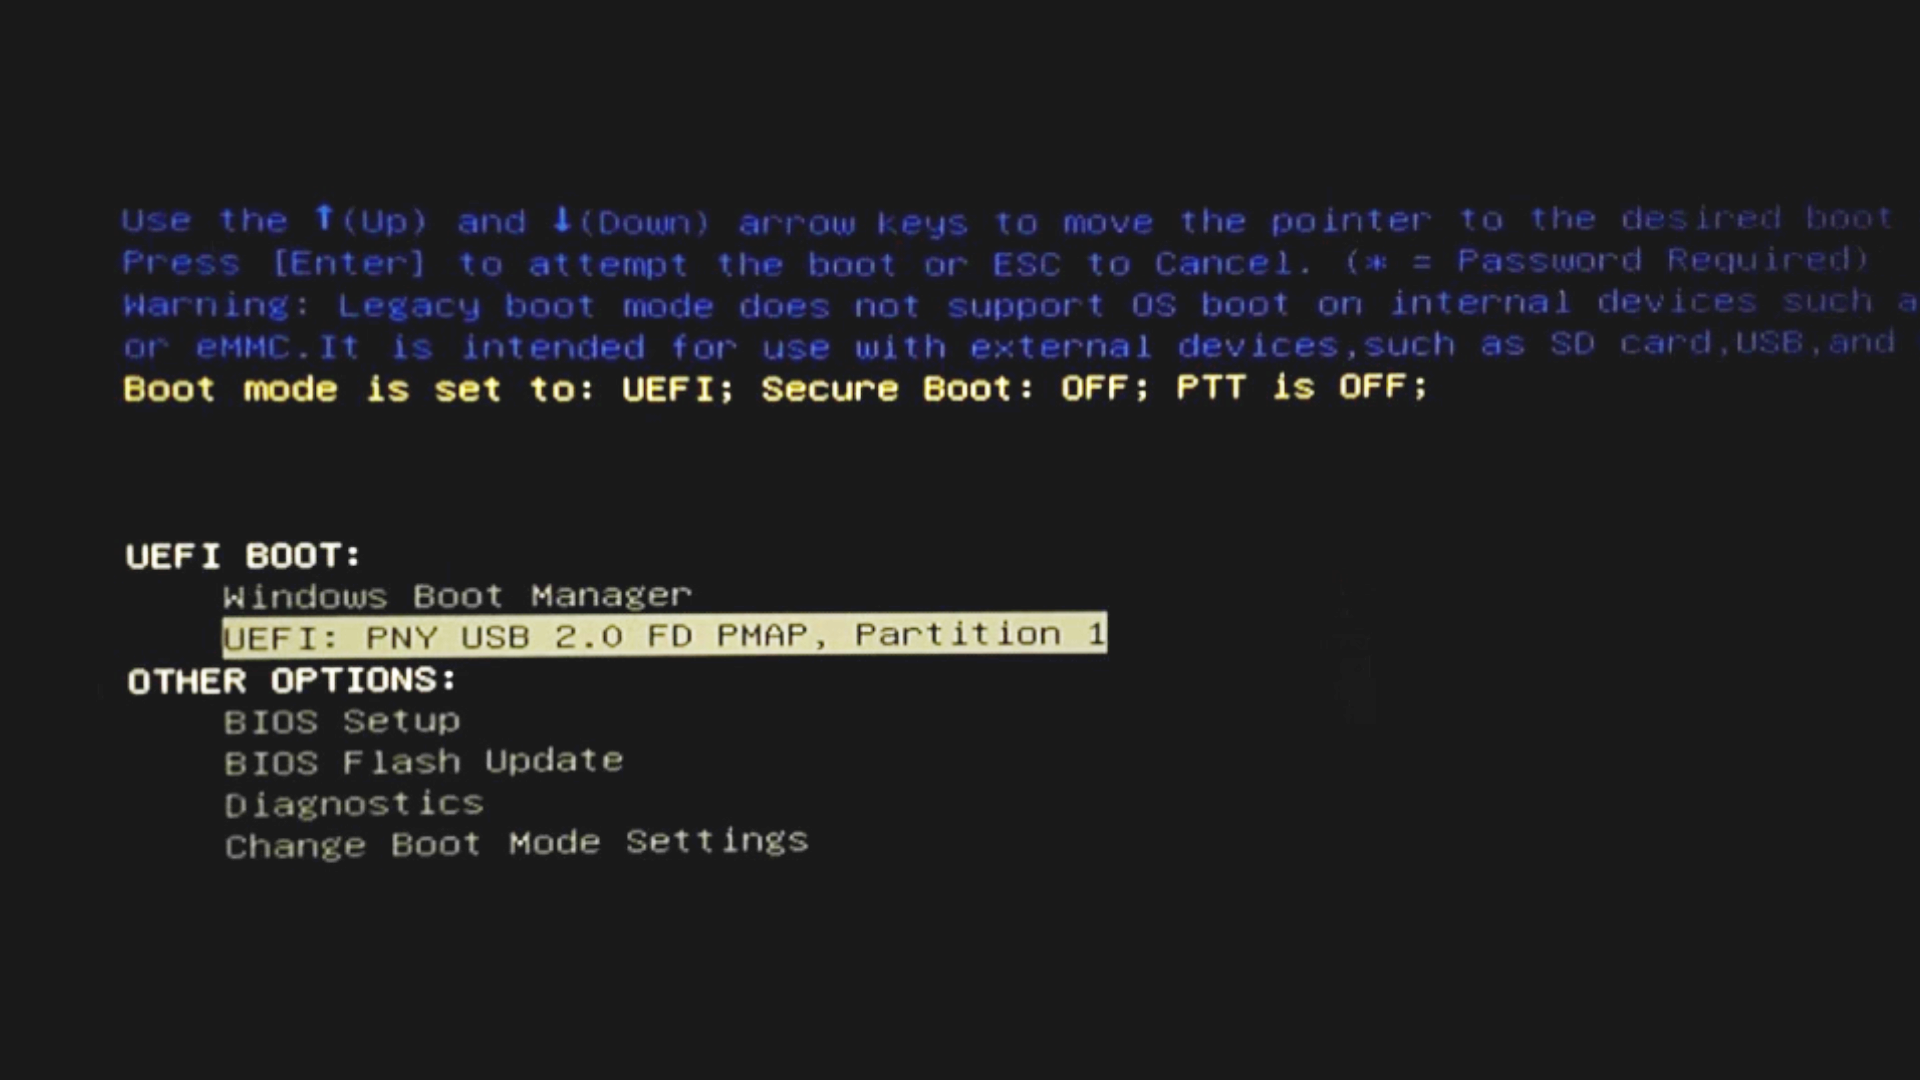 Use the ↑(Up) and ↓(Down) arrow keys to move the pointer to the desired boot
Press [Enter] to attempt the boot or ESC to Cancel. (* = Password Required)
Warning: Legacy boot mode does not support OS boot on internal devices such a
or eMMC.It is intended for use with external devices,such as SD card,USB,and
Boot mode is set to: UEFI; Secure Boot: OFF; PTT is OFF;
UEFI BOOT:
Windows Boot Manager
UEFI: PNY USB 2.0 FD PMAP, Partition 1
OTHER OPTIONS:
BIOS Setup
BIOS Flash Update
Diagnostics
Change Boot Mode Settings